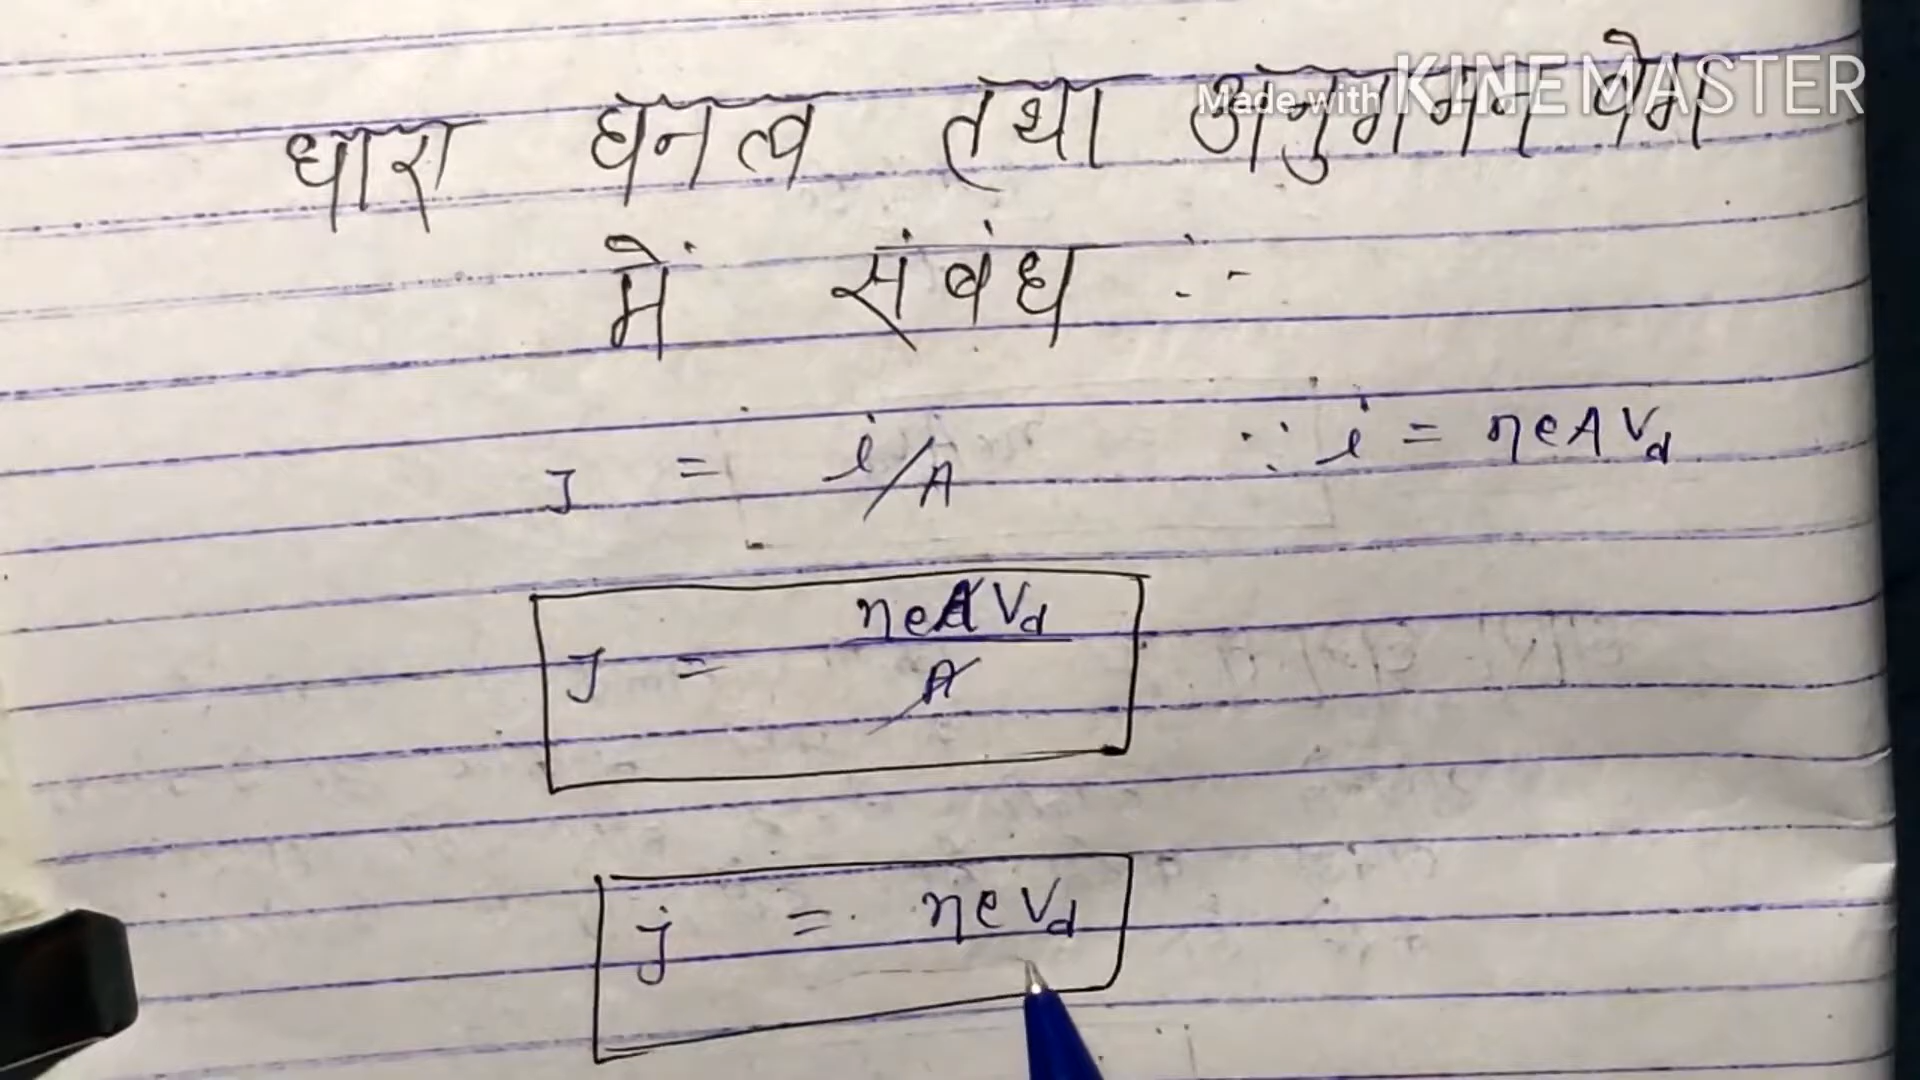 धारा घनत्व तथा अनुगमन वेग
Made with KINEMASTER
में संबंध :-
J = i/A ∵ i = neAVd
J = neAVd
A
j = neVd